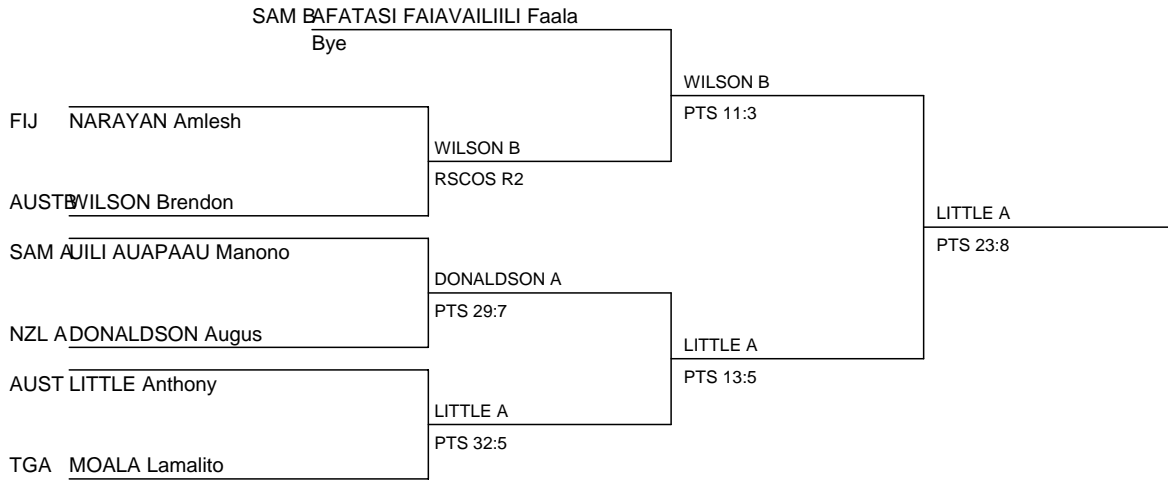 SAM B AFATASI FAIAVAILIILI Faala
Bye
WILSON B
PTS 11:3
FIJ NARAYAN Amlesh
WILSON B
RSCOS R2
AUSTB WILSON Brendon
LITTLE A
PTS 23:8
SAM A UILI AUAPAAU Manono
DONALDSON A
PTS 29:7
NZL A DONALDSON Augus
LITTLE A
PTS 13:5
AUST LITTLE Anthony
LITTLE A
PTS 32:5
TGA MOALA Lamalito